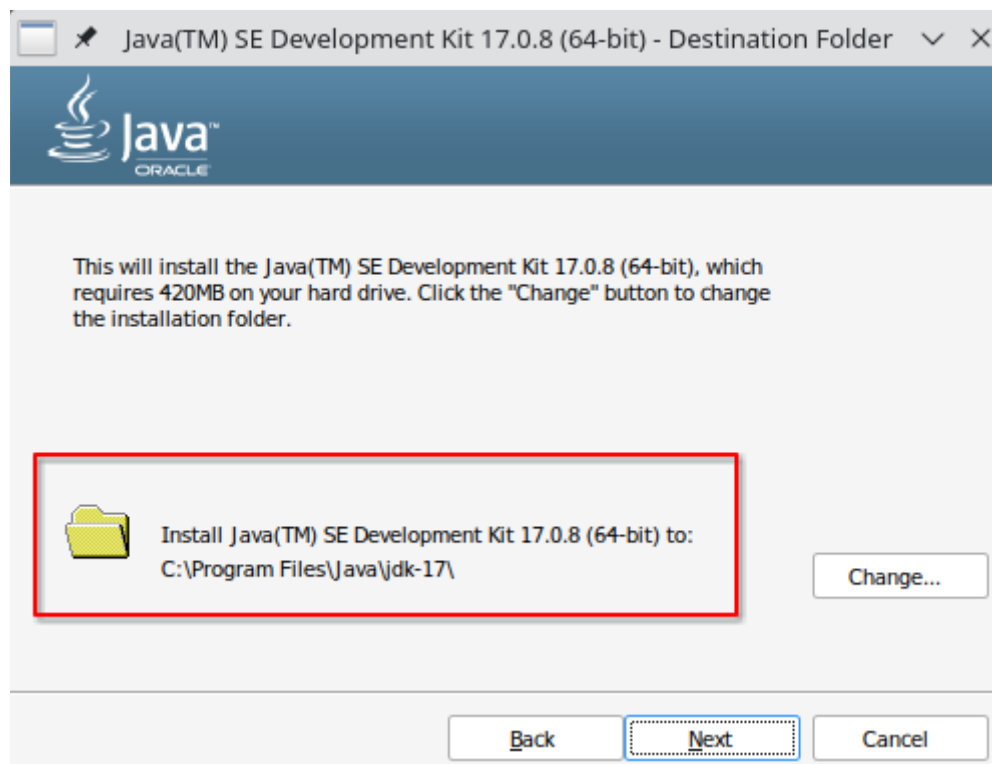 Java(TM) SE Development Kit 17.0.8 (64-bit) - Destination Folder
Java™
ORACLE
This will install the Java(TM) SE Development Kit 17.0.8 (64-bit), which
requires 420MB on your hard drive. Click the "Change" button to change
the installation folder.
Install Java(TM) SE Development Kit 17.0.8 (64-bit) to:
C:\Program Files\Java\jdk-17\
Change...
Back
Next
Cancel